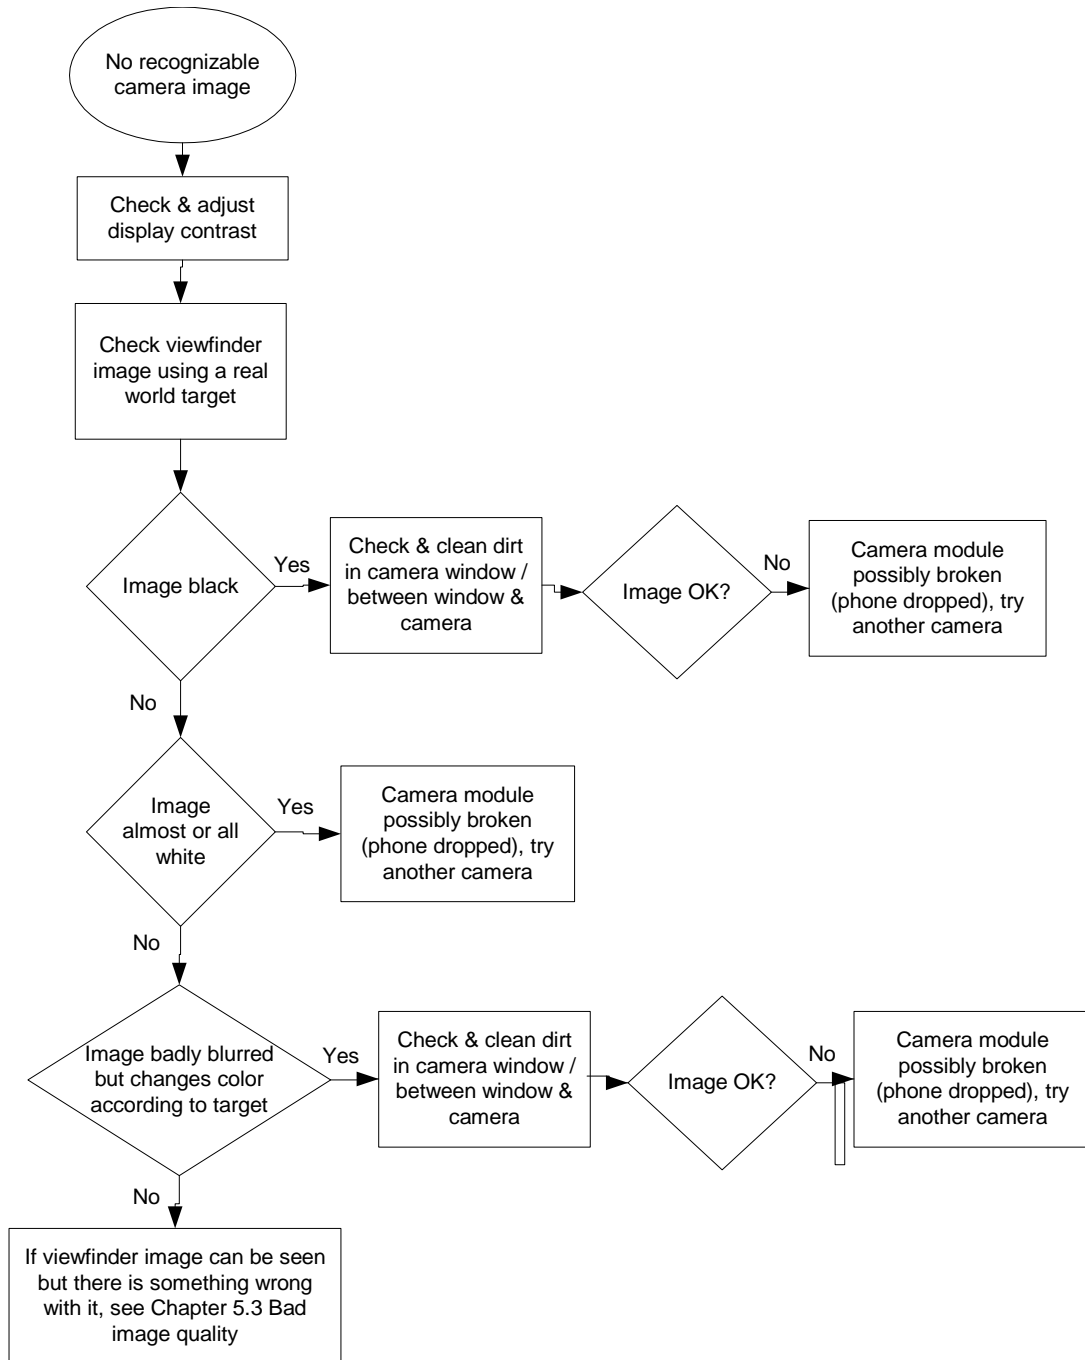 No recognizable
camera image
Check & adjust
display contrast
Check viewfinder
image using a real
world target
Image black
Yes
Check & clean dirt
in camera window /
between window &
camera
Image OK?
No
Camera module
possibly broken
(phone dropped), try
another camera
No
Image
almost or all
white
Yes
Camera module
possibly broken
(phone dropped), try
another camera
No
Image badly blurred
but changes color
according to target
Yes
Check & clean dirt
in camera window /
between window &
camera
Image OK?
No
Camera module
possibly broken
(phone dropped), try
another camera
No
If viewfinder image can be seen
but there is something wrong
with it, see Chapter 5.3 Bad
image quality